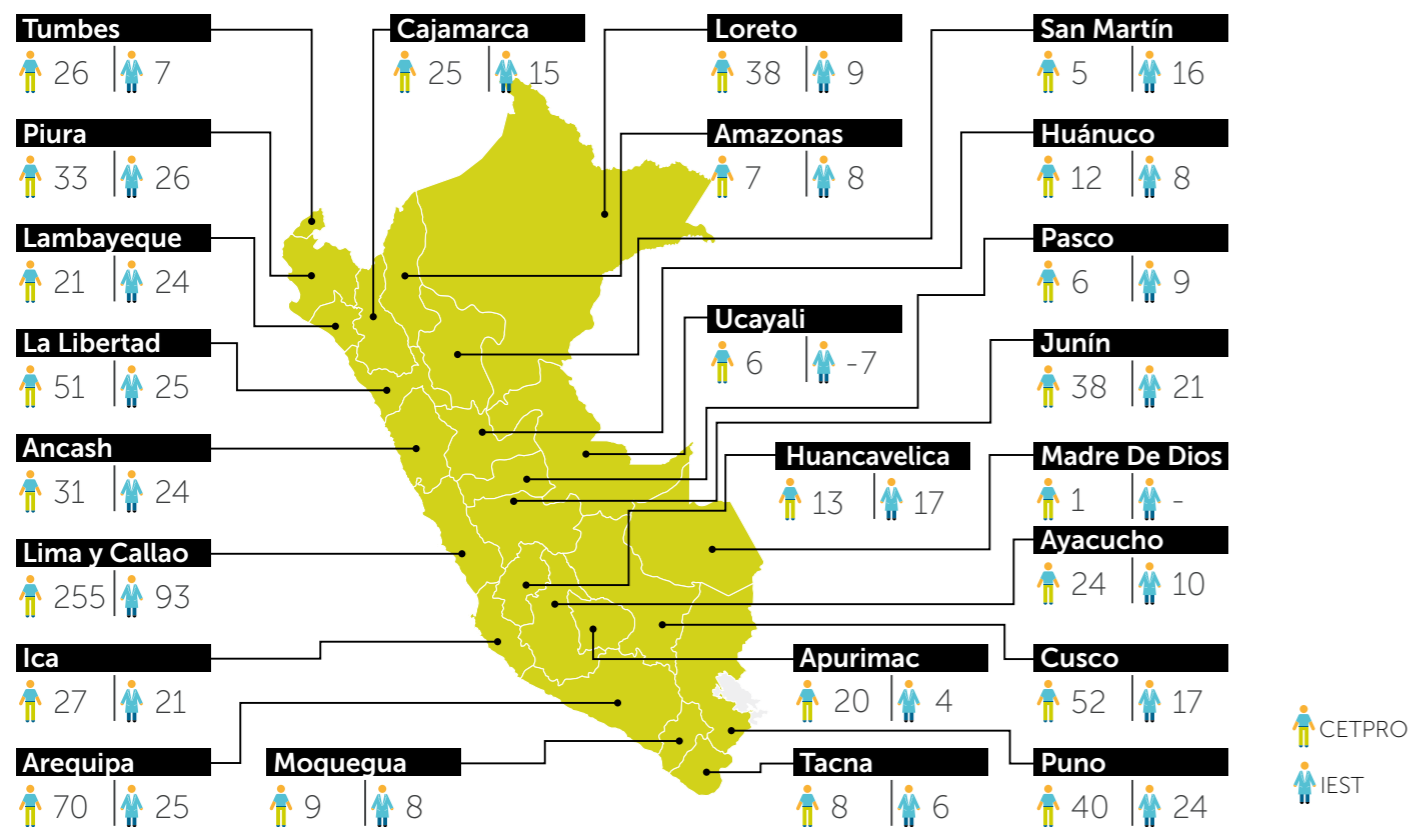 Tumbes
26 7
Cajamarca
25 15
Loreto
38 9
San Martín
5 16
Piura
33 26
Amazonas
7 8
Huánuco
12 8
Lambayeque
21 24
Pasco
6 9
Ucayali
6 -7
La Libertad
51 25
Junín
38 21
Ancash
31 24
Huancavelica
13 17
Madre De Dios
1 -
Lima y Callao
255 93
Ayacucho
24 10
Ica
27 21
Apurimac
20 4
Cusco
52 17
Arequipa
70 25
Moquegua
9 8
Tacna
8 6
Puno
40 24
CETPRO
IEST